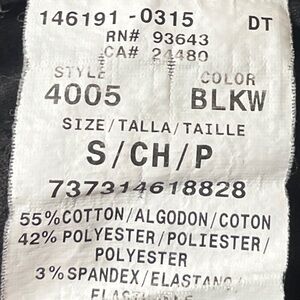 146191-0315 DT
RN# 93643
CA# 24480
STYLE COLOR
4005 BLKW
SIZE/TALLA/TAILLE
S/CH/P
737314618828
55%COTTON/ALGODON/COTON
42% POLYESTER/POLIESTER/
POLYESTER
3%SPANDEX/ELASTANO/